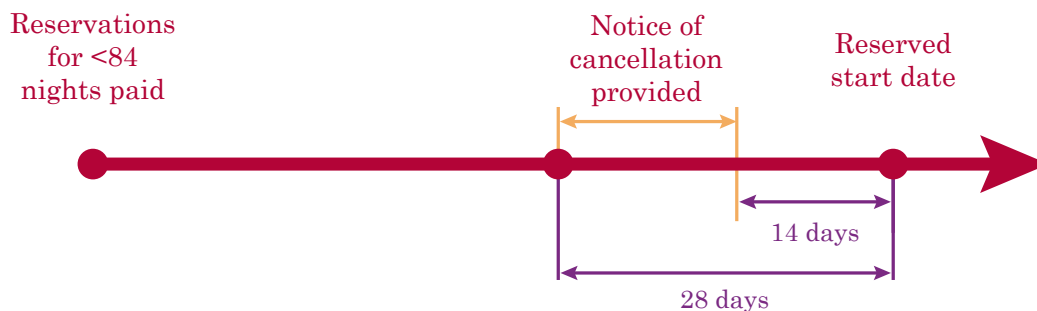 Reservations
for <84
nights paid
Notice of
cancellation
provided
Reserved
start date
14 days
28 days